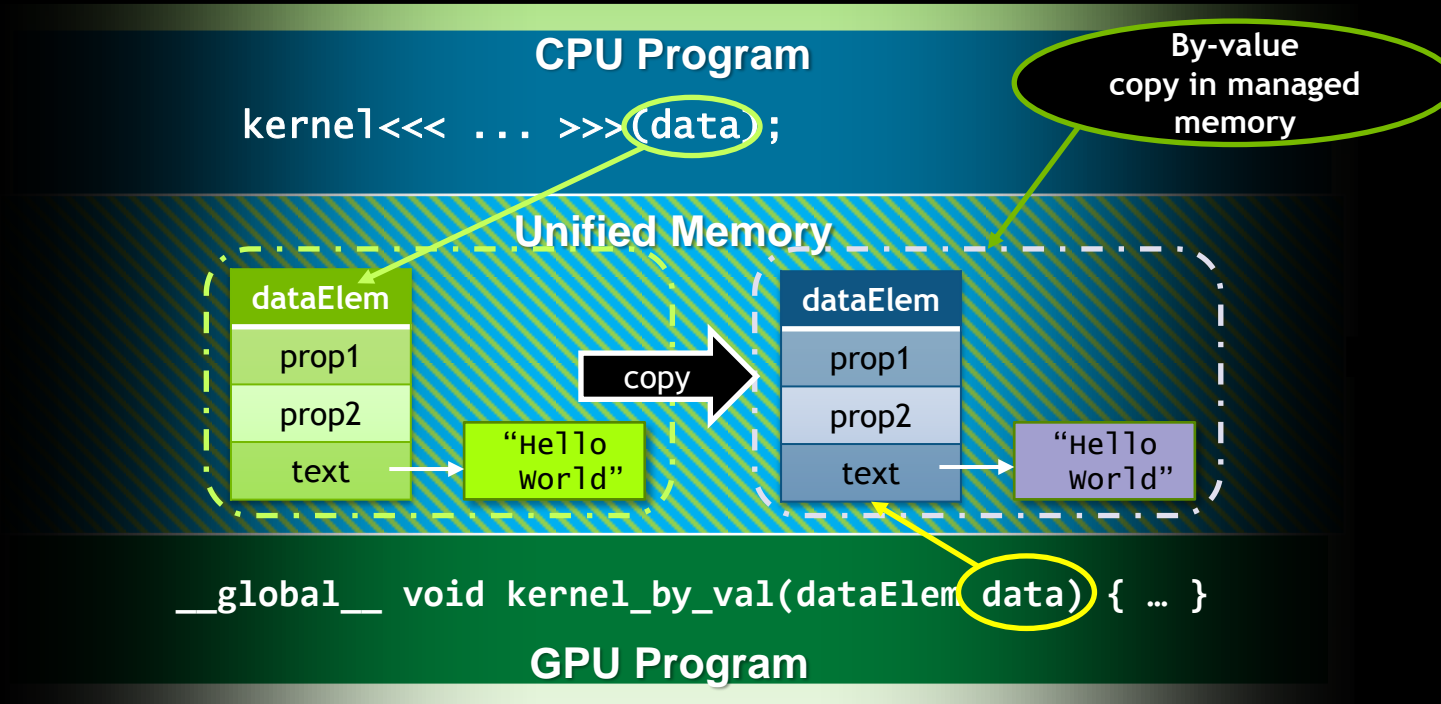 CPU Program
By-value
copy in managed
memory
kernel<<< ... >>>(data);
Unified Memory
dataElem
prop1
prop2
text
“Hello
World”
copy
dataElem
prop1
prop2
text
“Hello
World”
__global__ void kernel_by_val(dataElem data) { … }
GPU Program